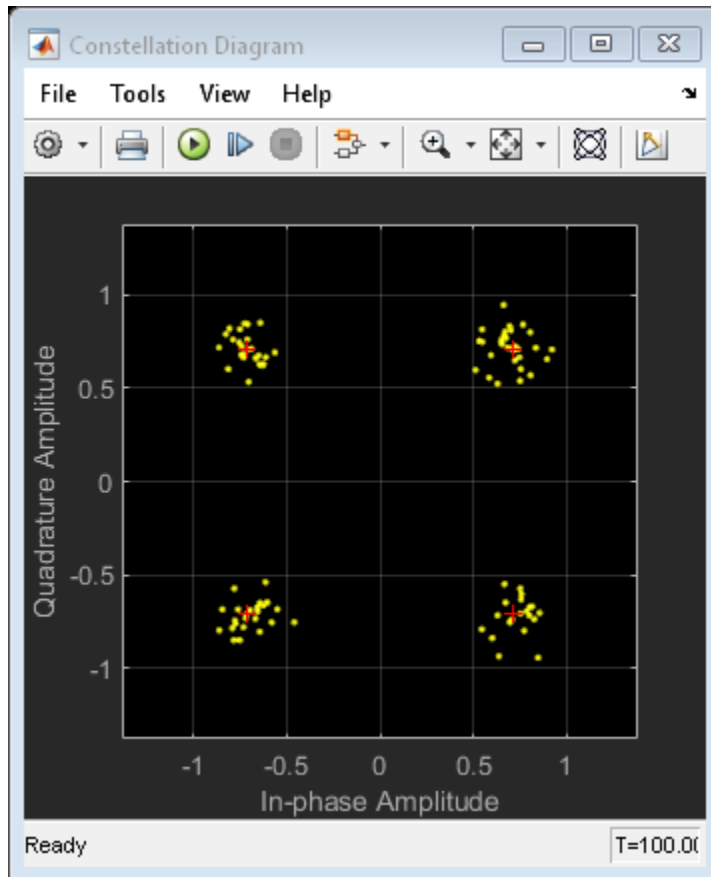 Constellation Diagram
File Tools View Help
1
0.5
0
-0.5
-1
Quadrature Amplitude
-1 -0.5 0 0.5 1
In-phase Amplitude
Ready T=100.00